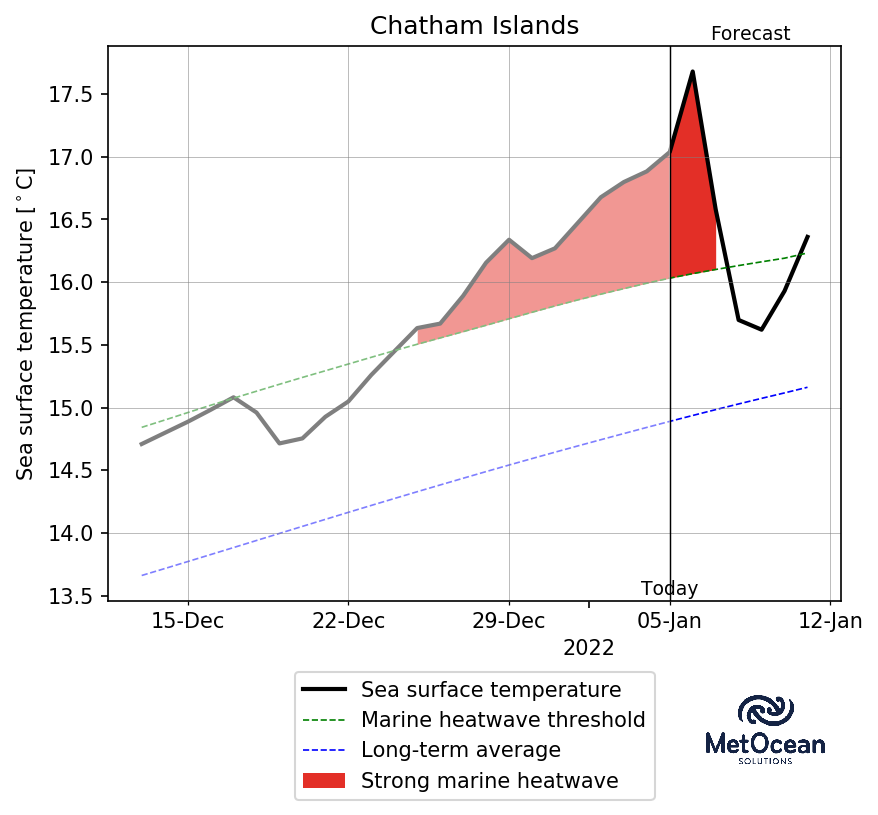 Chatham Islands
Forecast
Sea surface temperature [°C]
17.5
17.0
16.5
16.0
15.5
15.0
14.5
14.0
13.5
Today
15-Dec 22-Dec 29-Dec 05-Jan 12-Jan
2022
Sea surface temperature
Marine heatwave threshold
Long-term average
Strong marine heatwave
MetOcean
SOLUTIONS